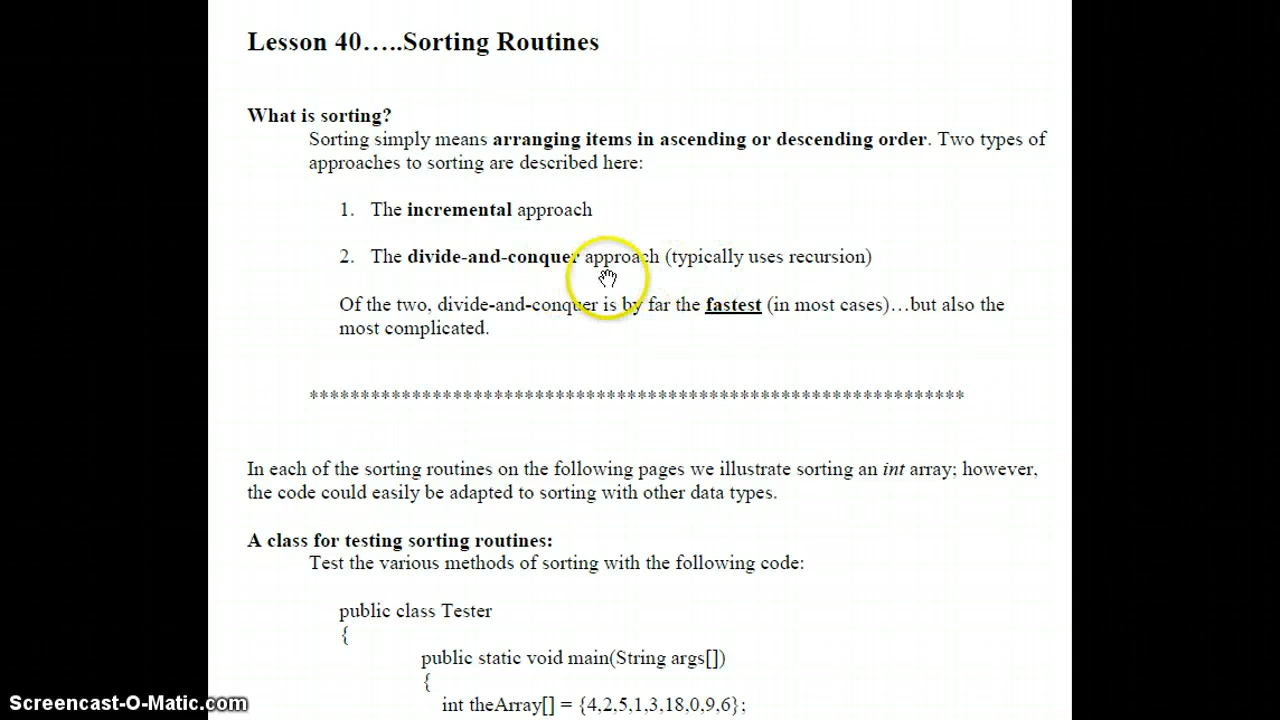 Lesson 40…..Sorting Routines
What is sorting?
Sorting simply means arranging items in ascending or descending order. Two types of
approaches to sorting are described here:
1. The incremental approach
2. The divide-and-conquer approach (typically uses recursion)
Of the two, divide-and-conquer is by far the fastest (in most cases)…but also the
most complicated.
****************************************************************
In each of the sorting routines on the following pages we illustrate sorting an int array; however,
the code could easily be adapted to sorting with other data types.
A class for testing sorting routines:
Test the various methods of sorting with the following code:
public class Tester
{
public static void main(String args[])
{
int theArray[] = {4,2,5,1,3,18,0,9,6};
Screencast-O-Matic.com